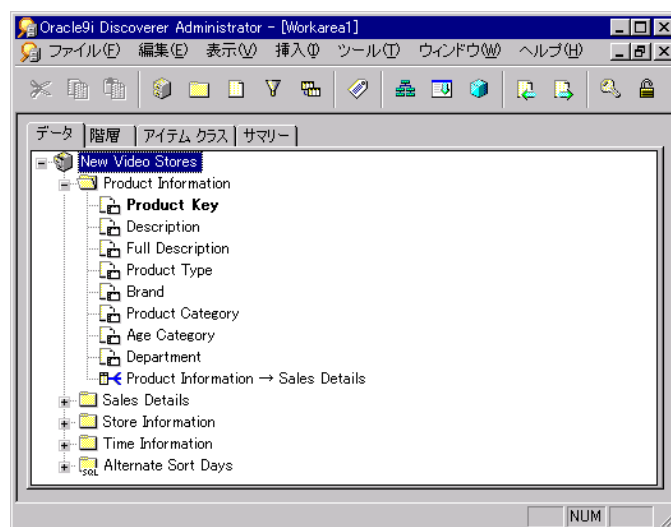 Oracle9i Discoverer Administrator - [Workarea1]
ファイル(F) 編集(E) 表示(V) 挿入(I) ツール(T) ウィンドウ(W) ヘルプ(H)
データ 階層 アイテム クラス サマリー
New Video Stores
Product Information
Product Key
Description
Full Description
Product Type
Brand
Product Category
Age Category
Department
Product Information → Sales Details
Sales Details
Store Information
Time Information
SQL Alternate Sort Days
NUM